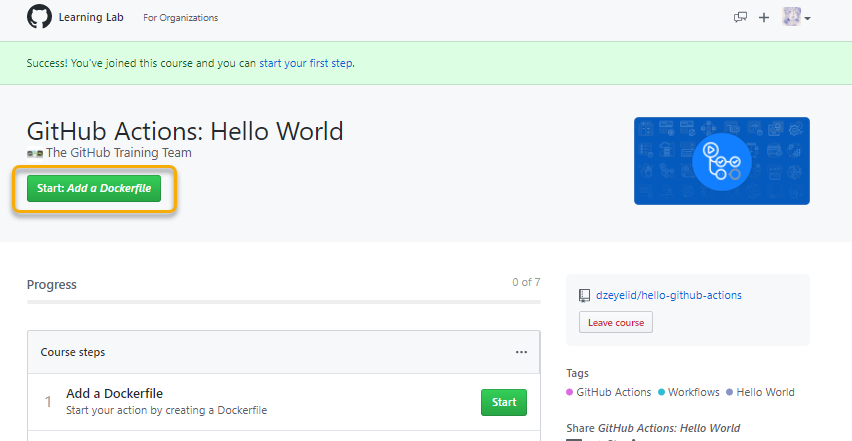 Learning Lab For Organizations
Success! You've joined this course and you can start your first step.
GitHub Actions: Hello World
The GitHub Training Team
Start: Add a Dockerfile
Progress 0 of 7
dzeyelid/hello-github-actions
Leave course
Course steps ...
1 Add a Dockerfile
Start your action by creating a Dockerfile
Start
Tags
GitHub Actions Workflows Hello World
Share GitHub Actions: Hello World